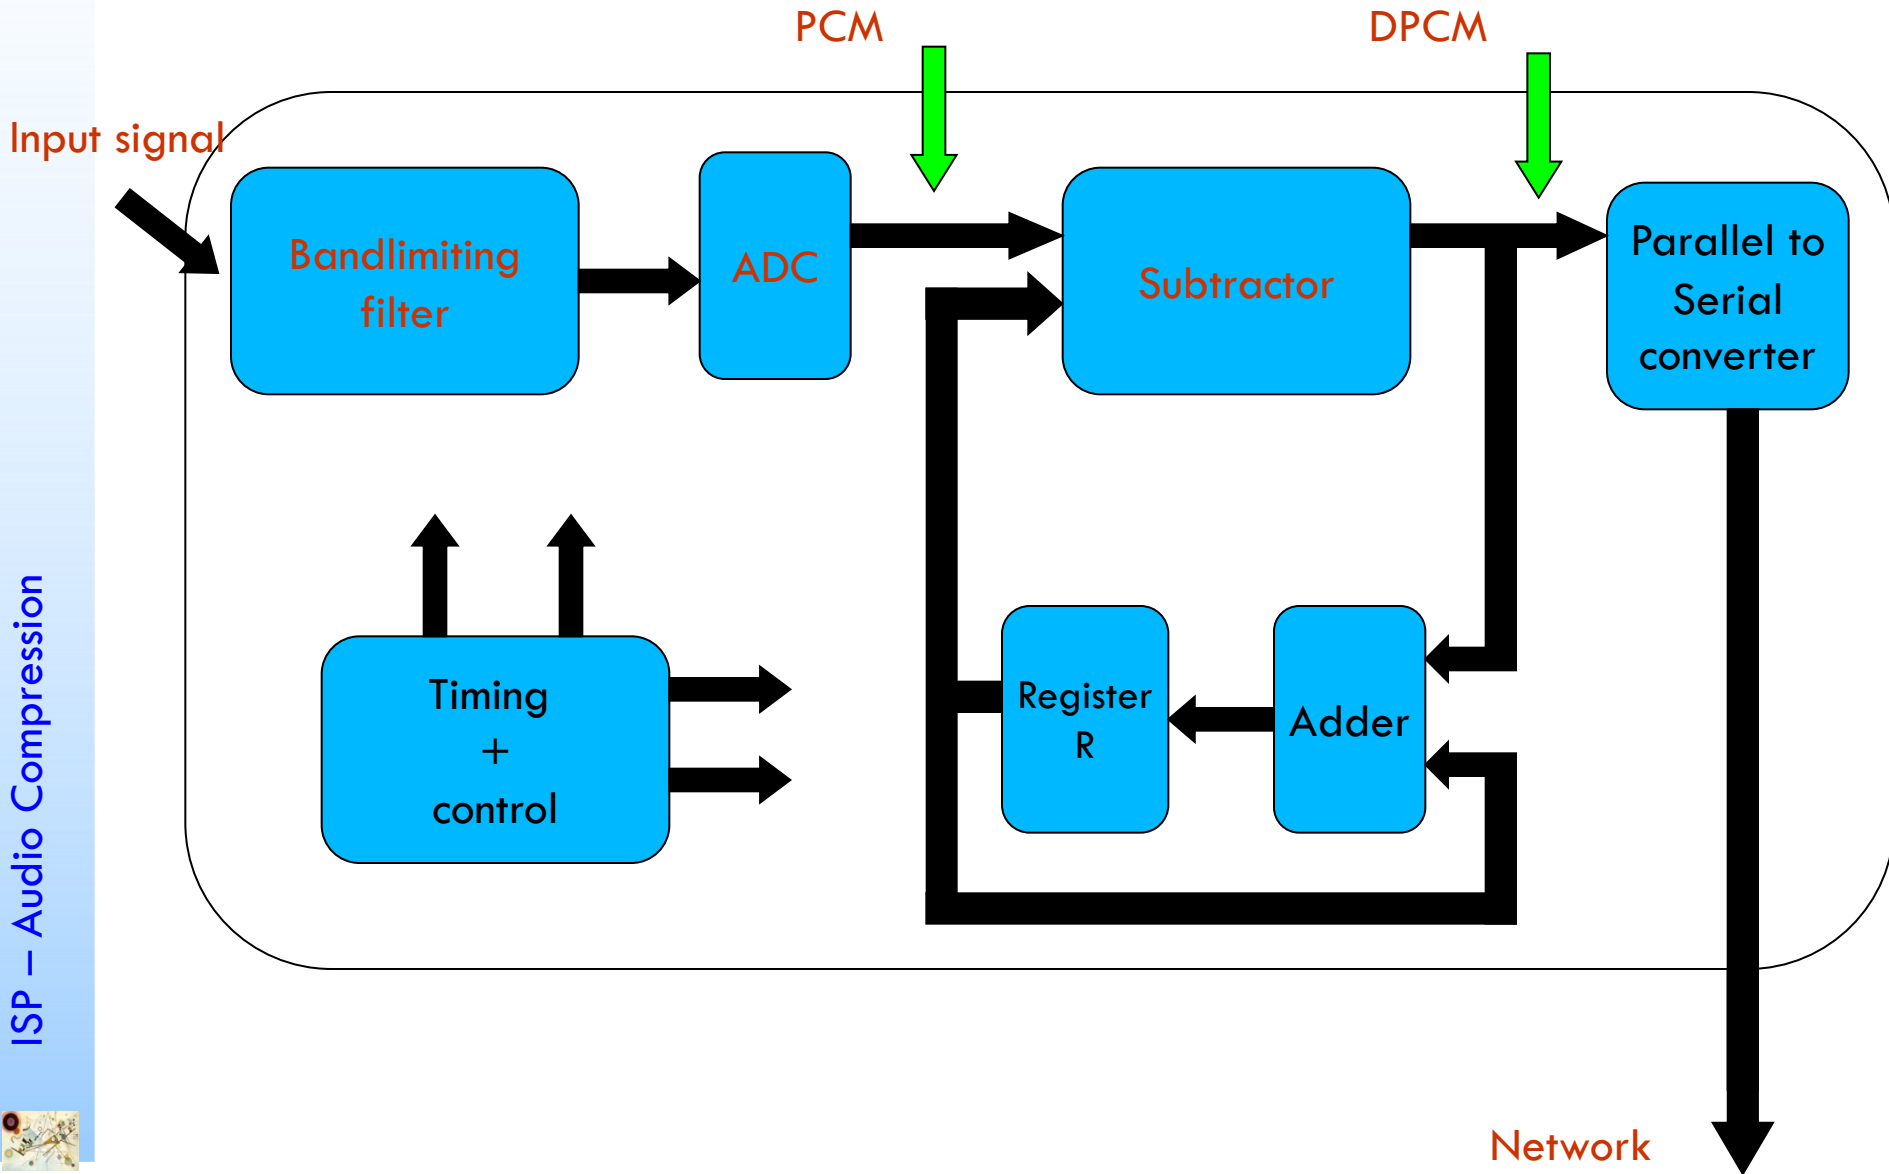 PCM
DPCM
Input signal
Bandlimiting
filter
ADC
Subtractor
Parallel to
Serial
converter
Timing
+
control
Register
R
Adder
ISP – Audio Compression
Network